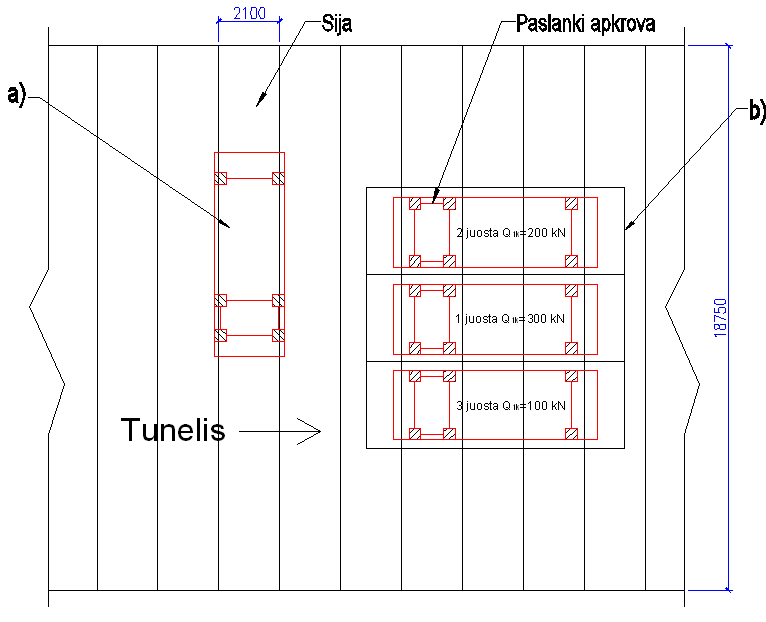 2100
Sija
Paslanki apkrova
a)
b)
2 juosta Q1k=200 kN
1 juosta Q1k=300 kN
18750
3 juosta Q1k=100 kN
Tunelis